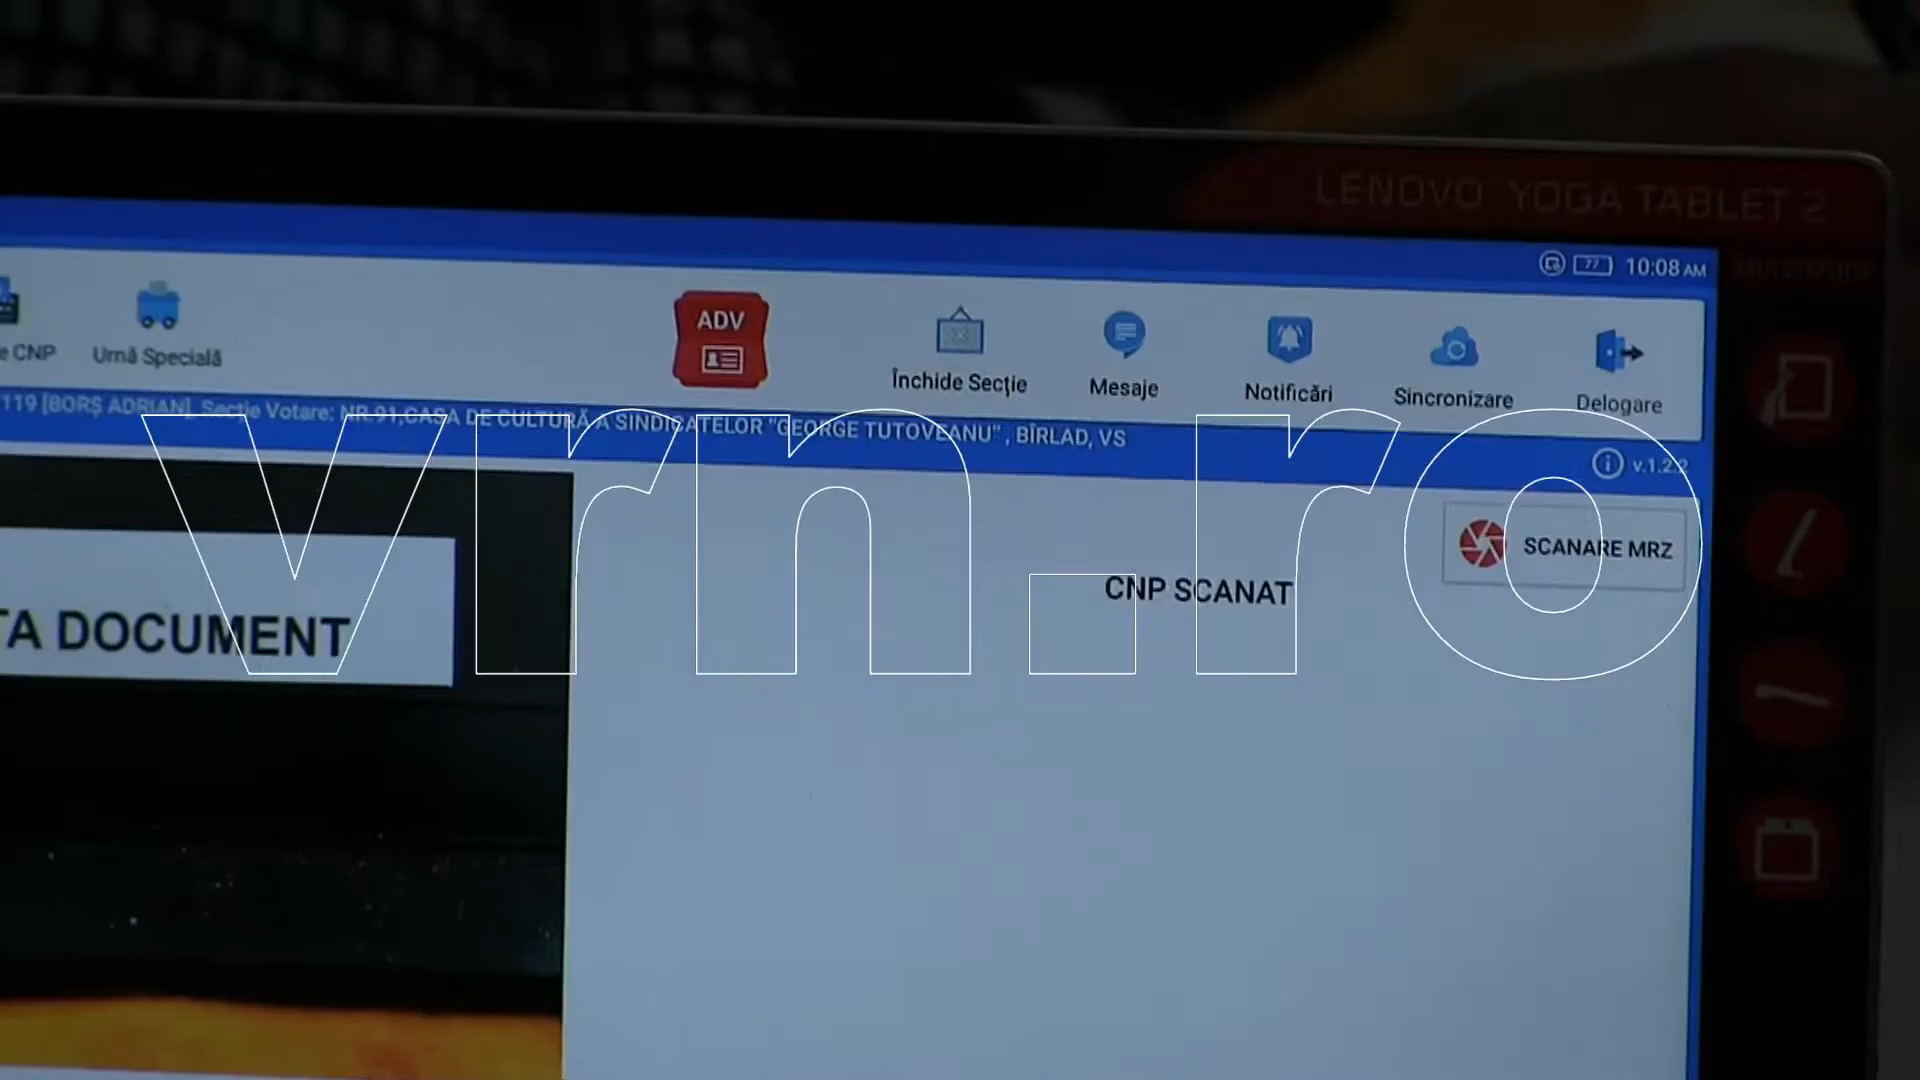 LENOVO YOGA TABLET 2
77 10:08 AM
e CNP
Urnă Specială
ADV
Închide Secție
Mesaje
Notificări
Sincronizare
Delogare
119 [BORȘ ADRIAN], Secție Votare: NR.91,CASA DE CULTURĂ A SINDICATELOR "GEORGE TUTOVEANU" , BÎRLAD, VS
v.1.2.2
SCANARE MRZ
CNP SCANAT
TA DOCUMENT
vrn.ro